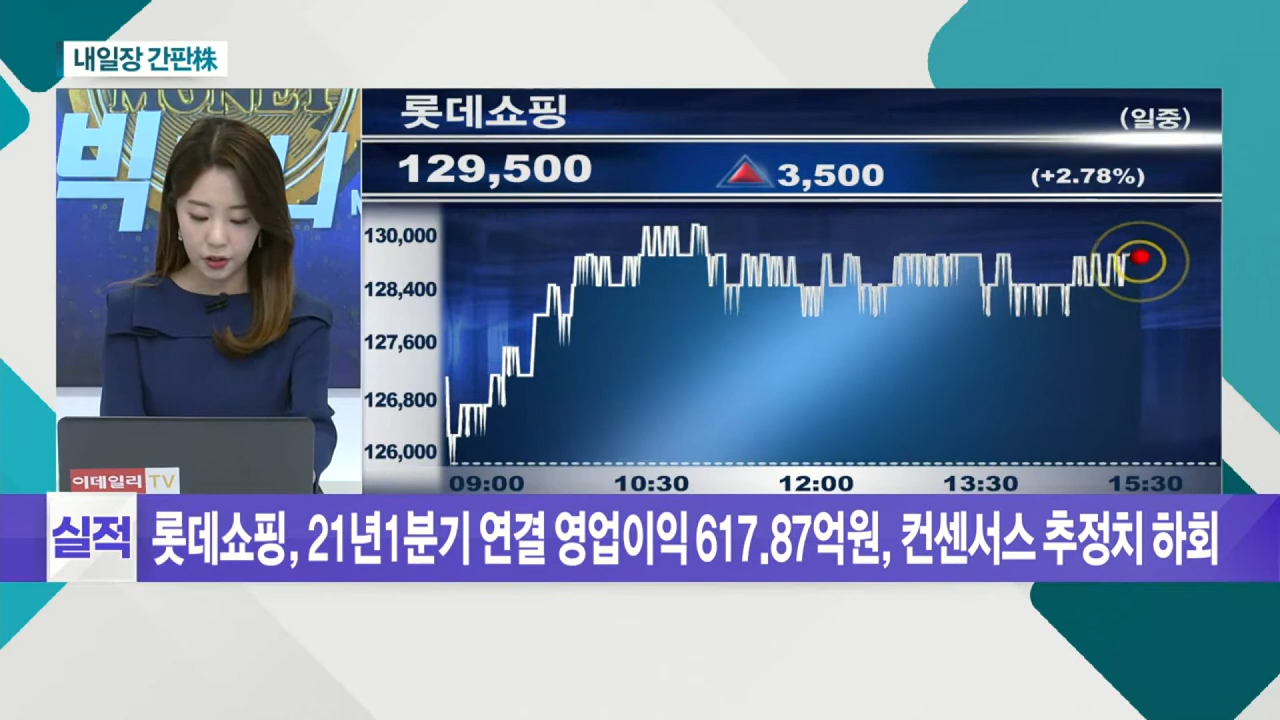 내일장 간판株
MONEY
빅
니
롯데쇼핑
(일중)
129,500
▲ 3,500
(+2.78%)
130,000
128,400
127,600
126,800
126,000
09:00
10:30
12:00
13:30
15:30
이데일리TV
실적
롯데쇼핑, 21년1분기 연결 영업이익 617.87억원, 컨센서스 추정치 하회